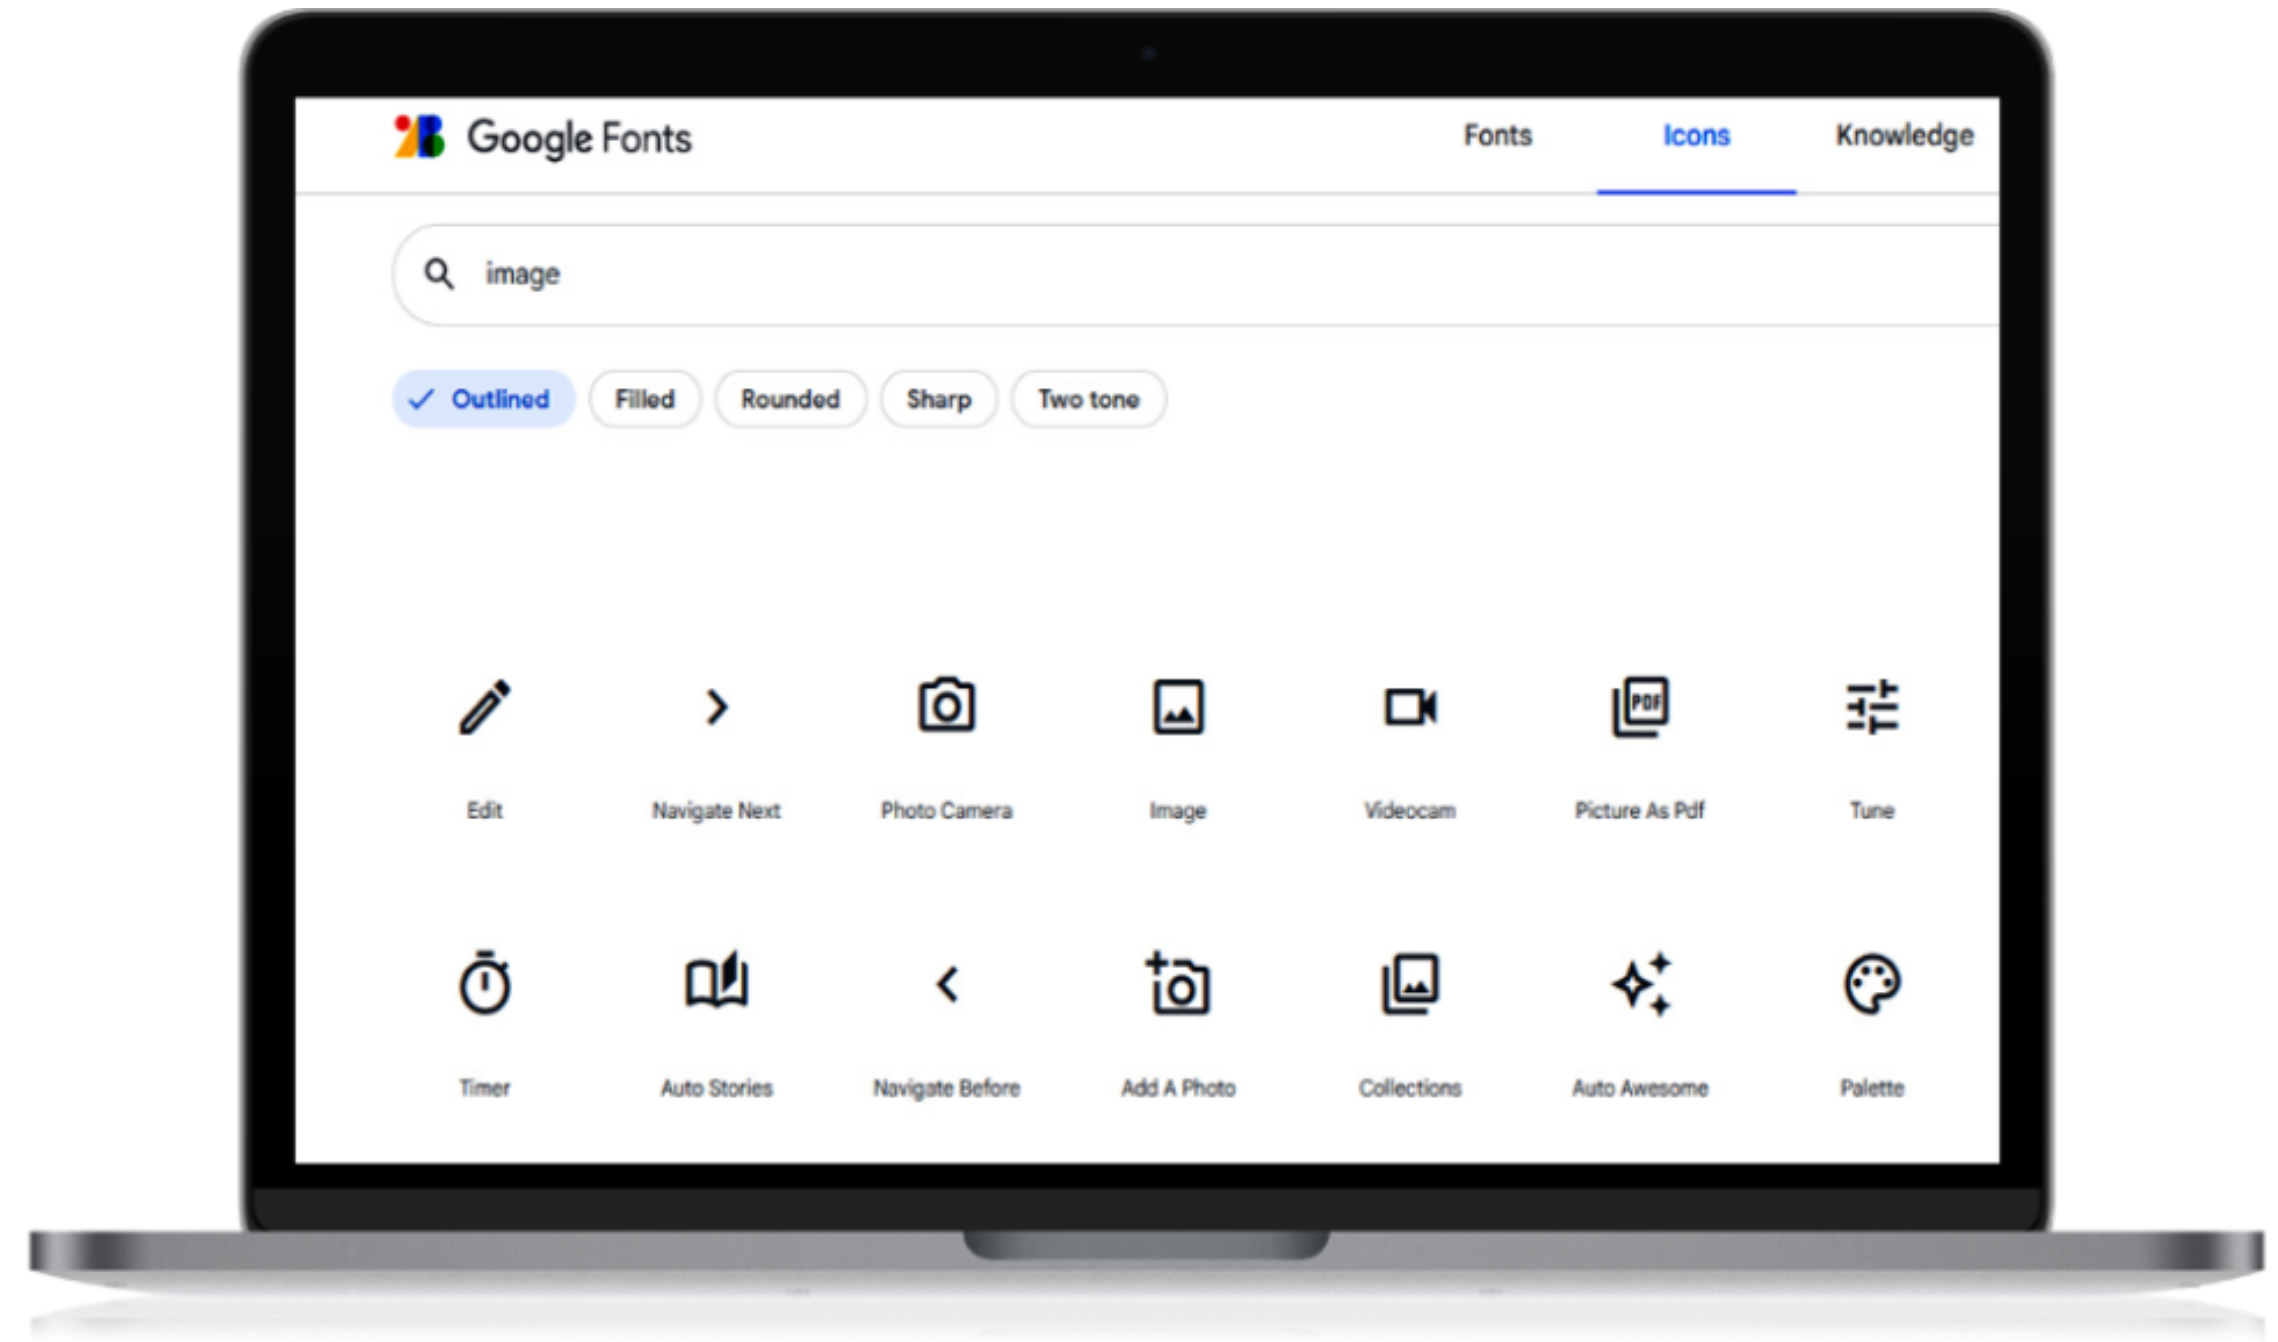 Google Fonts
Fonts Icons Knowledge
image
Outlined Filled Rounded Sharp Two tone
PDF
Edit Navigate Next Photo Camera Image Videocam Picture As Pdf Tune
Timer Auto Stories Navigate Before Add A Photo Collections Auto Awesome Palette